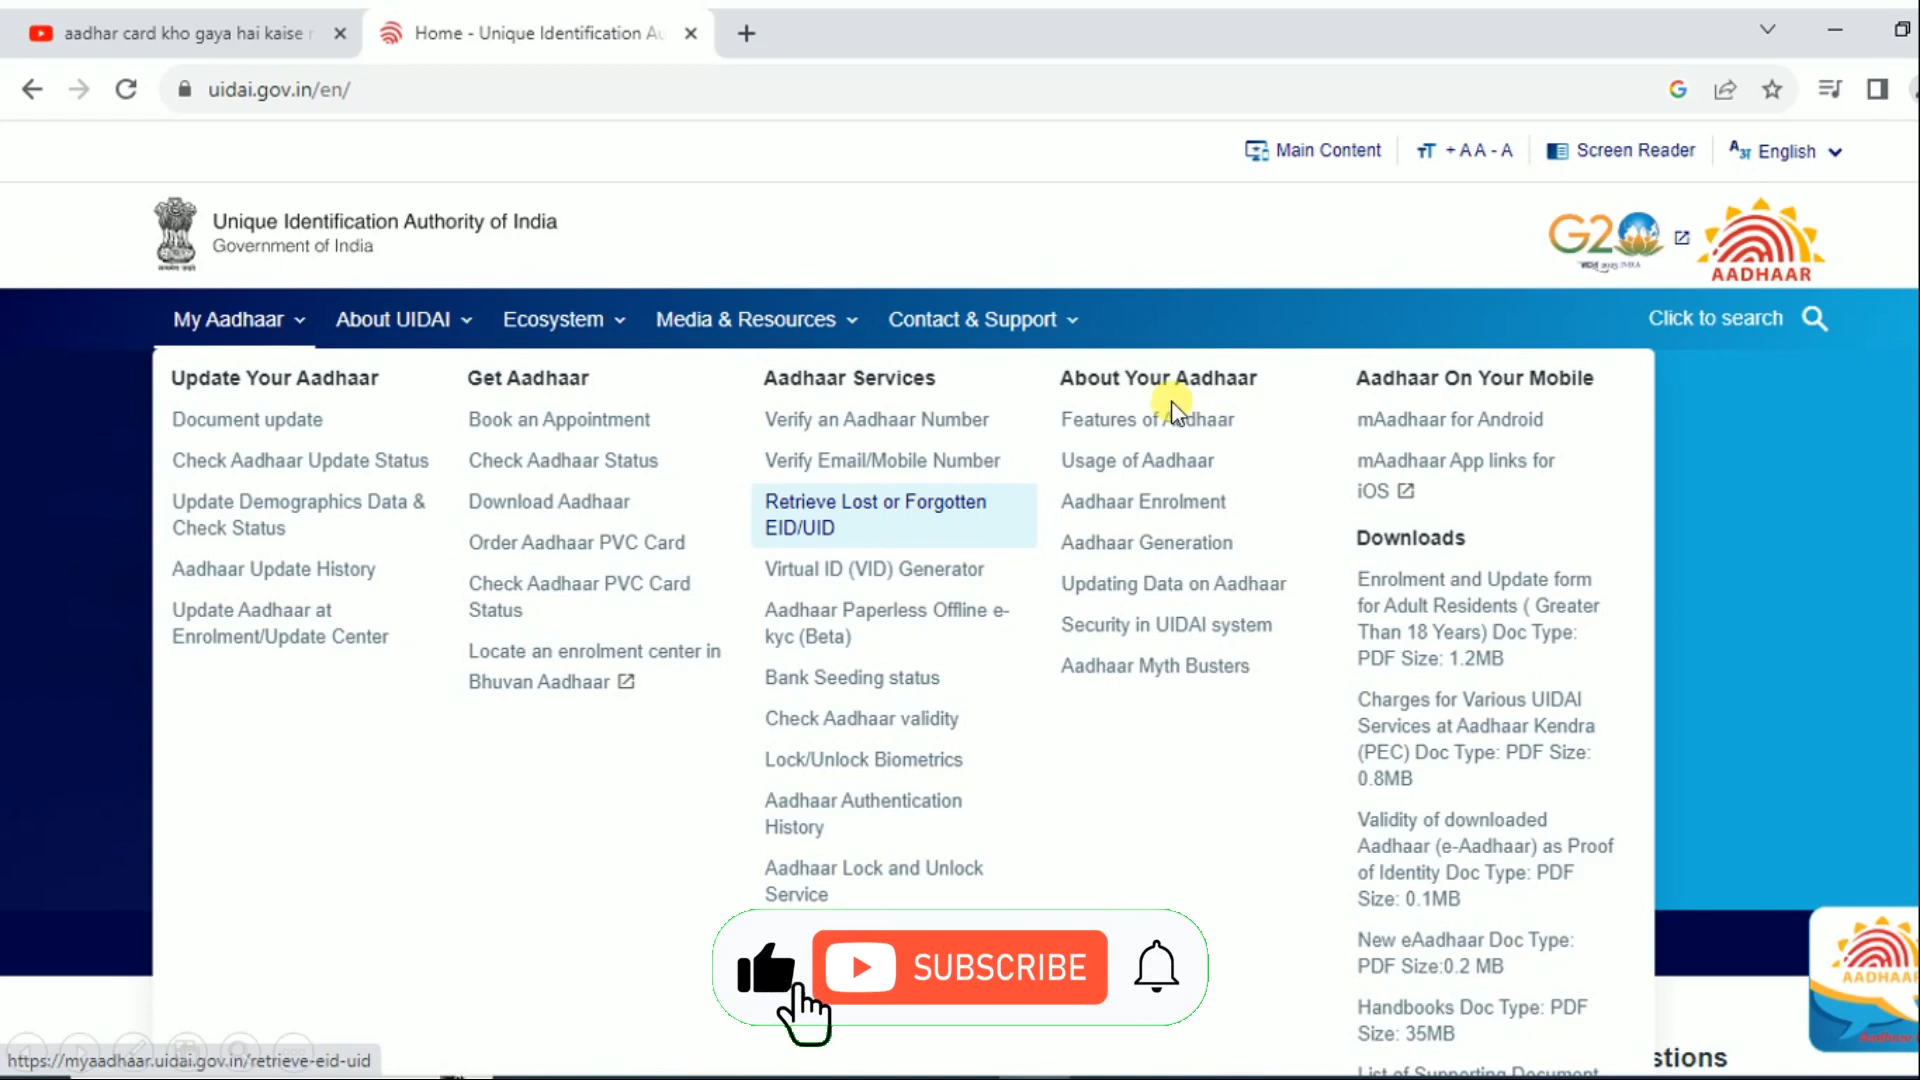 aadhar card kho gaya hai kaise
Home - Unique Identification Au
uidai.gov.in/en/
Main Content
+ A A - A
Screen Reader
English
Unique Identification Authority of India
Government of India
G20
AADHAAR
My Aadhaar
About UIDAI
Ecosystem
Media & Resources
Contact & Support
Click to search
Update Your Aadhaar
Document update
Check Aadhaar Update Status
Update Demographics Data &
Check Status
Aadhaar Update History
Update Aadhaar at
Enrolment/Update Center
Get Aadhaar
Book an Appointment
Check Aadhaar Status
Download Aadhaar
Order Aadhaar PVC Card
Check Aadhaar PVC Card
Status
Locate an enrolment center in
Bhuvan Aadhaar
Aadhaar Services
Verify an Aadhaar Number
Verify Email/Mobile Number
Retrieve Lost or Forgotten
EID/UID
Virtual ID (VID) Generator
Aadhaar Paperless Offline e-
kyc (Beta)
Bank Seeding status
Check Aadhaar validity
Lock/Unlock Biometrics
Aadhaar Authentication
History
Aadhaar Lock and Unlock
Service
About Your Aadhaar
Features of Aadhaar
Usage of Aadhaar
Aadhaar Enrolment
Aadhaar Generation
Updating Data on Aadhaar
Security in UIDAI system
Aadhaar Myth Busters
Aadhaar On Your Mobile
mAadhaar for Android
mAadhaar App links for
iOS
Downloads
Enrolment and Update form
for Adult Residents ( Greater
Than 18 Years) Doc Type:
PDF Size: 1.2MB
Charges for Various UIDAI
Services at Aadhaar Kendra
(PEC) Doc Type: PDF Size:
0.8MB
Validity of downloaded
Aadhaar (e-Aadhaar) as Proof
of Identity Doc Type: PDF
Size: 0.1MB
New eAadhaar Doc Type:
PDF Size:0.2 MB
Handbooks Doc Type: PDF
Size: 35MB
List of Supporting Document
SUBSCRIBE
AADHAAR
stions
https://myaadhaar.uidai.gov.in/retrieve-eid-uid